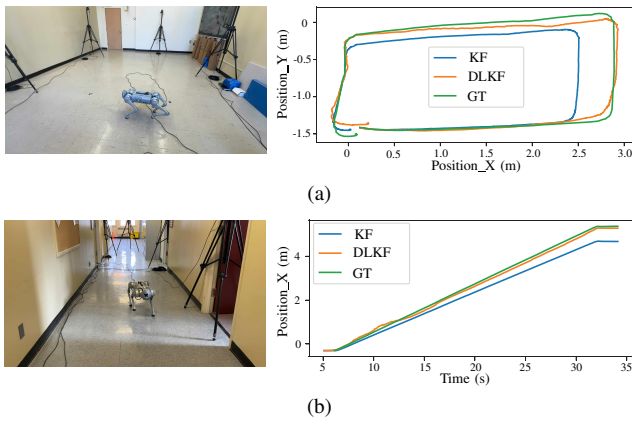 0
-0.5
-1.0
-1.5
Position_Y (m)
KF
DLKF
GT
0 0.5 1.0 1.5 2.0 2.5 3.0
Position_X (m)
(a)
4
2
0
Position_X (m)
KF
DLKF
GT
5 10 15 20 25 30 35
Time (s)
(b)